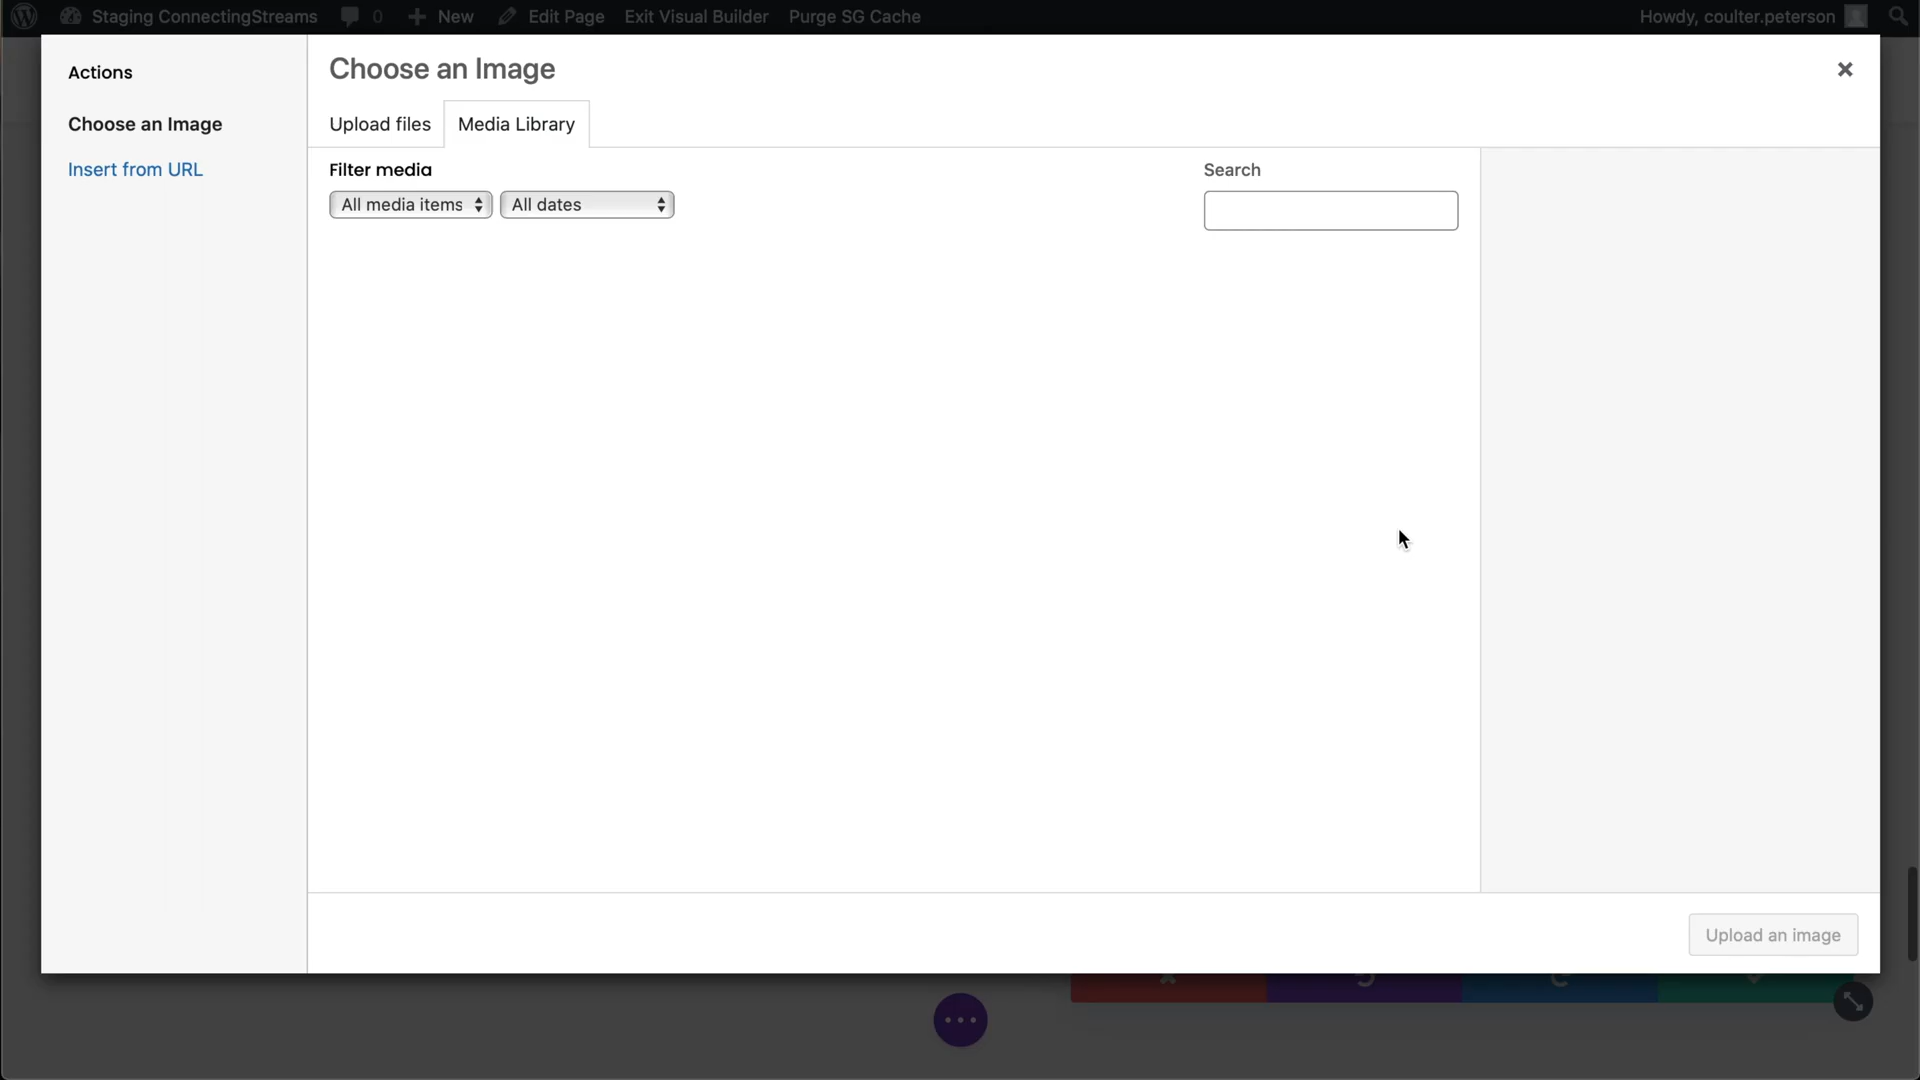 Staging ConnectingStreams 0 New Edit Page Exit Visual Builder Purge SG Cache Howdy, coulter.peterson
Actions
Choose an Image
Insert from URL
Choose an Image
Upload files Media Library
Filter media
All media items All dates
Search
Upload an image